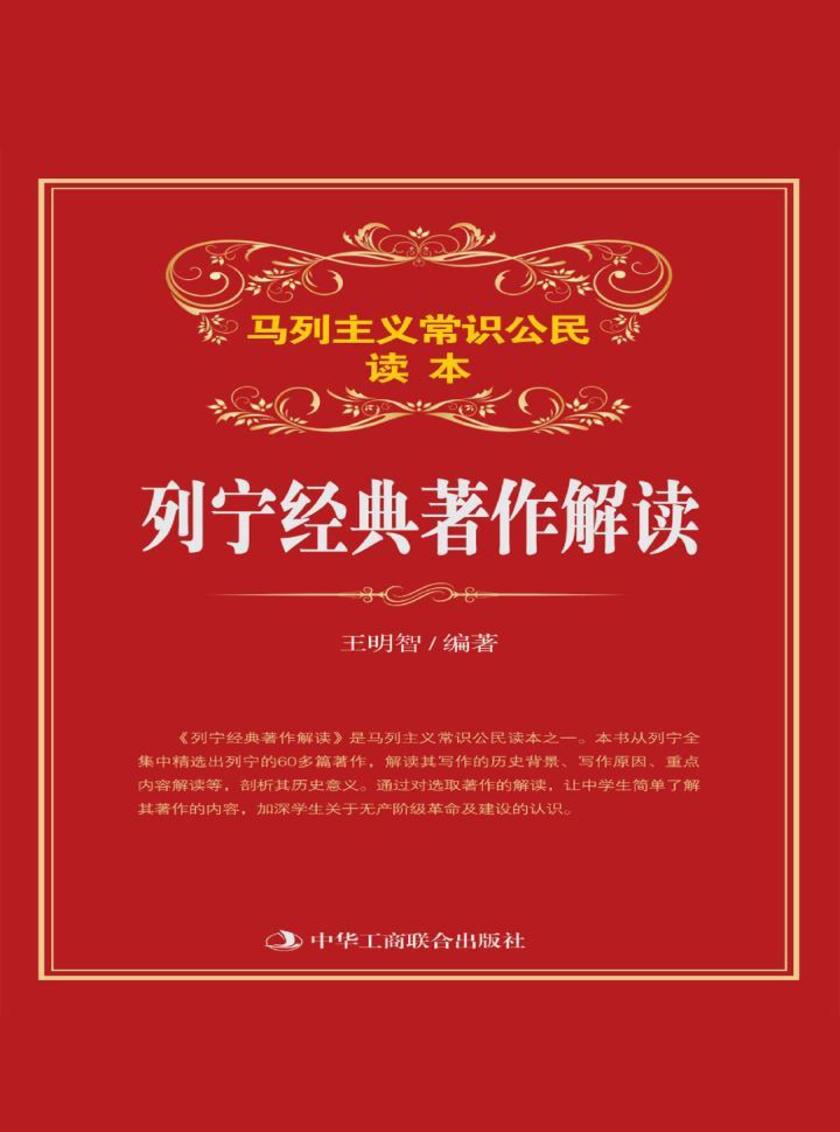 马列主义常识公民
读 本
列宁经典著作解读
王明智 / 编著
《列宁经典著作解读》是马列主义常识公民读本之一。本书从列宁全
集中精选出列宁的60多篇著作，解读其写作的历史背景、写作原因、重点
内容解读等，剖析其历史意义。通过对选取著作的解读，让中学生简单了解
其著作的内容，加深学生关于无产阶级革命及建设的认识。
中华工商联合出版社